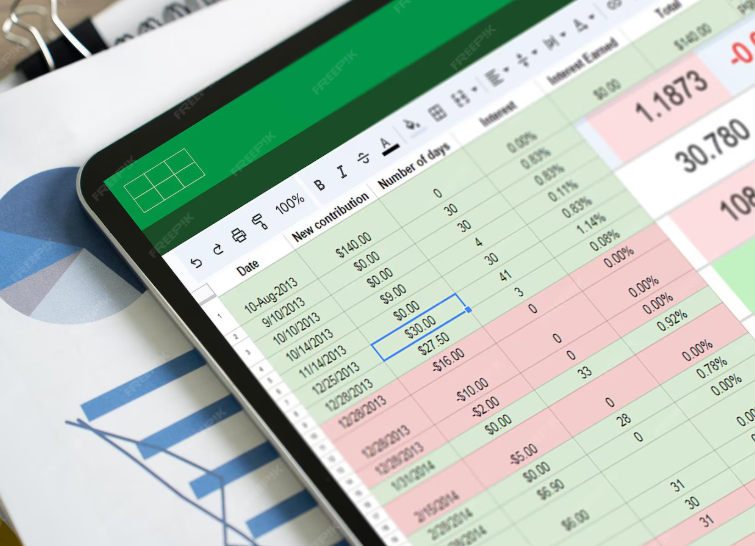 100% B I S A
Date New contribution Number of days Interest Interest Earned Total
1 10-Aug-2013 $140.00 0 0.00% $0.00 $140.00
2 9/10/2013 $0.00 30 0.83%
3 10/10/2013 $0.00 30 0.83%
10/14/2013 $9.00 4 0.11%
11/14/2013 $0.00 30 0.83%
12/25/2013 $30.00 41 1.14%
12/28/2013 $27.50 3 0.08%
12/28/2013 -$16.00 0 0.00%
12/28/2013 -$10.00 0 0.00%
12/28/2013 -$2.00 0 0.00%
1/31/2014 $0.00 33 0.92%
2/15/2014 -$5.00 0 0.00%
2/28/2014 $0.00 28 0.78%
$6.90 0 0.00%
$6.00 31
30
31
1.1873
30.780
108